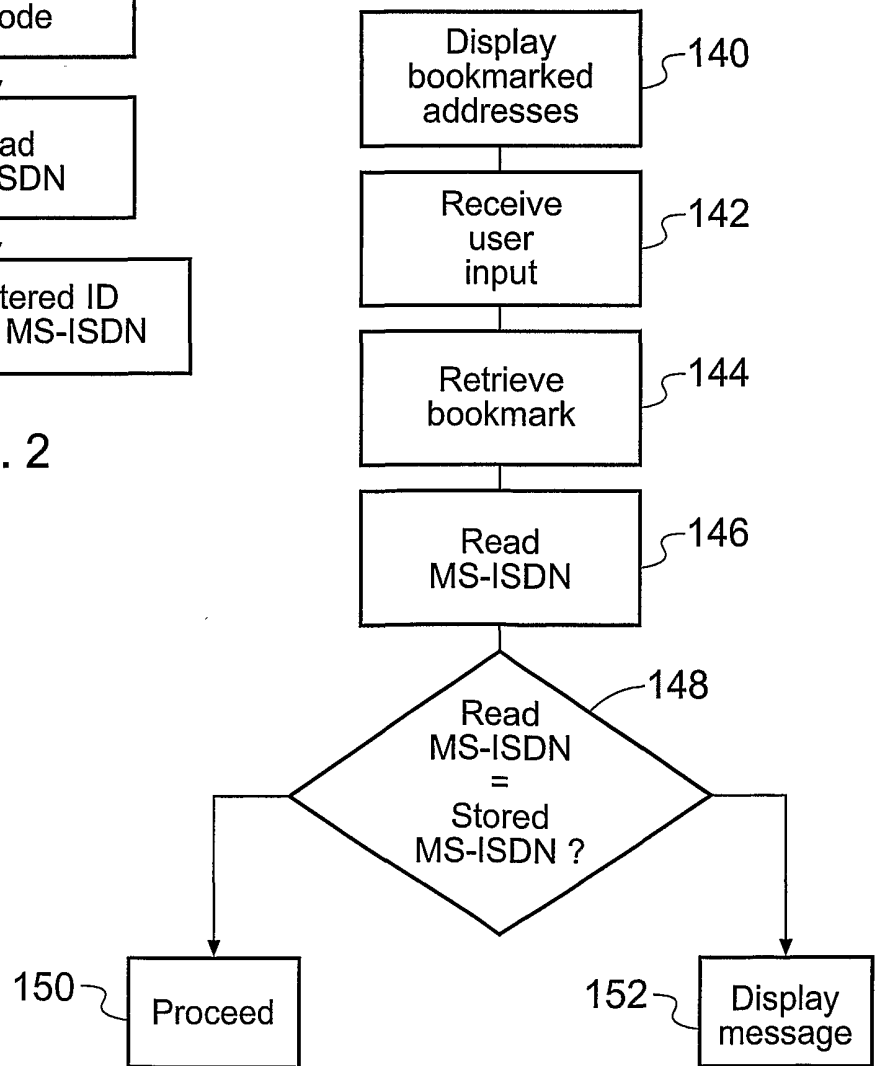 ode
ad
SDN
tered ID
MS-ISDN
. 2
Display
bookmarked
addresses
140
Receive
user
input
142
Retrieve
bookmark
144
Read
MS-ISDN
146
Read
MS-ISDN
=
Stored
MS-ISDN ?
148
150
Proceed
152
Display
message